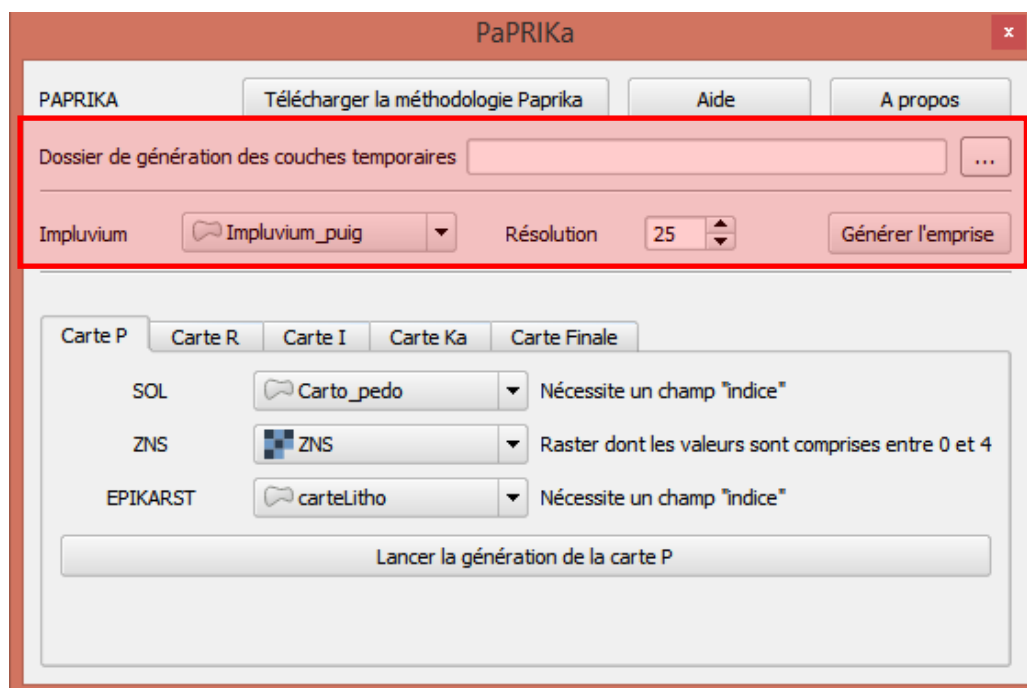 PaPRIKa
x
PAPRIKA Télécharger la méthodologie Paprika Aide A propos
Dossier de génération des couches temporaires ...
Impluvium Impluvium_puig Résolution 25 Générer l'emprise
Carte P Carte R Carte I Carte Ka Carte Finale
SOL Carto_pedo Nécessite un champ "indice"
ZNS ZNS Raster dont les valeurs sont comprises entre 0 et 4
EPIKARST carteLitho Nécessite un champ "indice"
Lancer la génération de la carte P